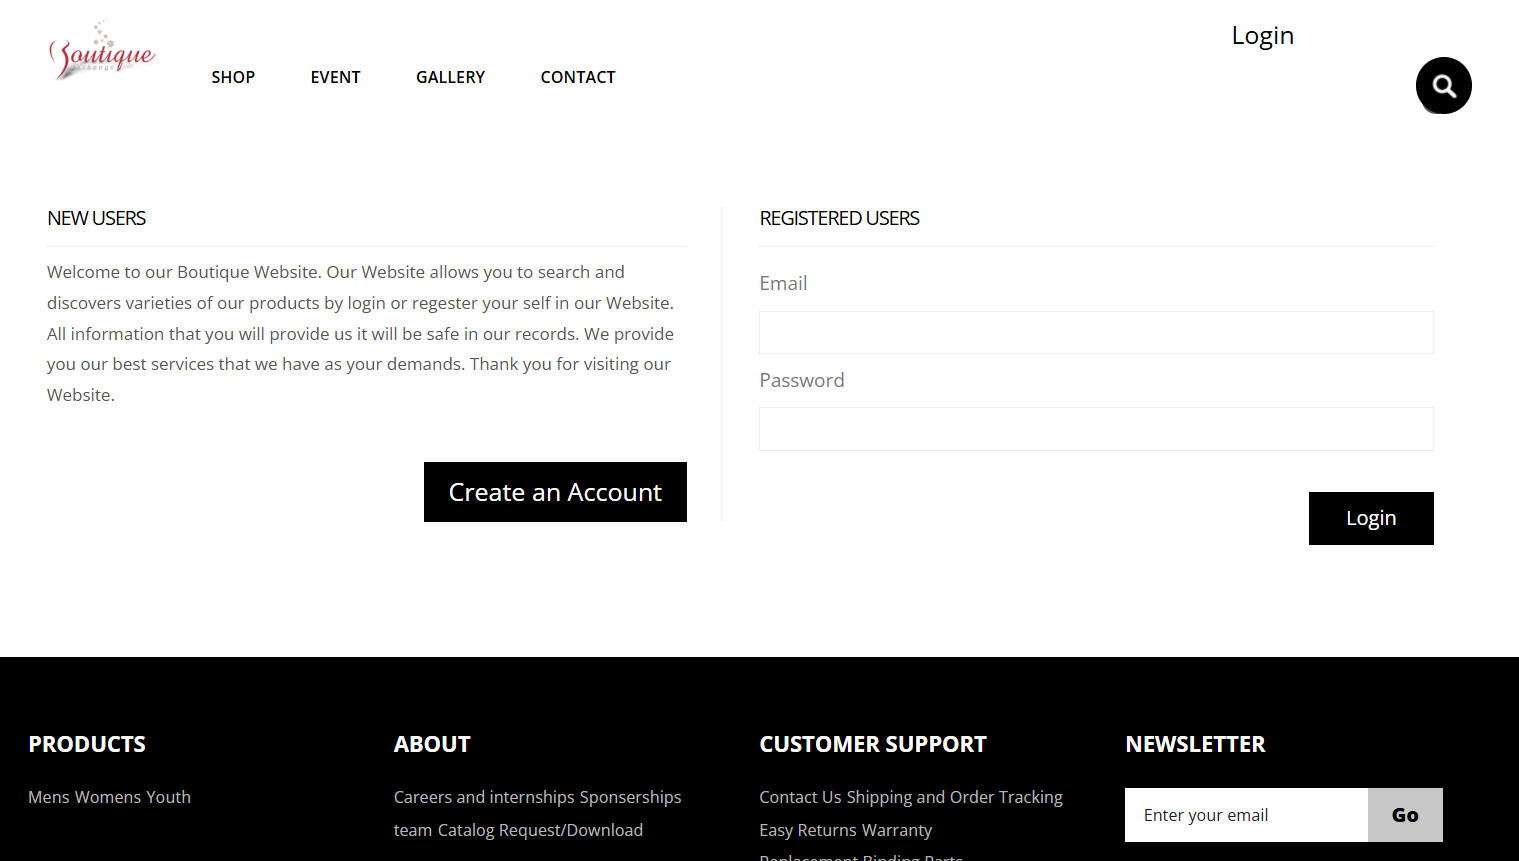 Boutique
Login
SHOP
EVENT
GALLERY
CONTACT
NEW USERS
Welcome to our Boutique Website. Our Website allows you to search and
discovers varieties of our products by login or regester your self in our Website.
All information that you will provide us it will be safe in our records. We provide
you our best services that we have as your demands. Thank you for visiting our
Website.
Create an Account
REGISTERED USERS
Email
Password
Login
PRODUCTS
Mens Womens Youth
ABOUT
Careers and internships Sponserships
team Catalog Request/Download
CUSTOMER SUPPORT
Contact Us Shipping and Order Tracking
Easy Returns Warranty
Replacement Binding Parts
NEWSLETTER
Enter your email
Go